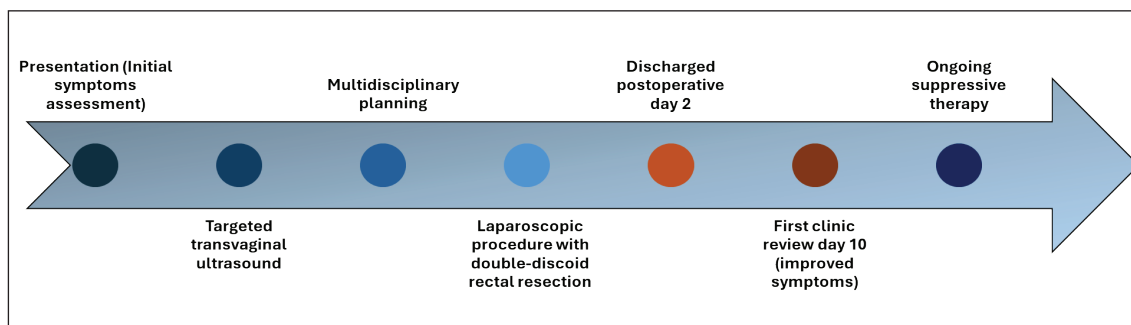 Presentation (Initial
symptoms
assessment)
Targeted
transvaginal
ultrasound
Multidisciplinary
planning
Laparoscopic
procedure with
double-discoid
rectal resection
Discharged
postoperative
day 2
First clinic
review day 10
(improved
symptoms)
Ongoing
suppressive
therapy